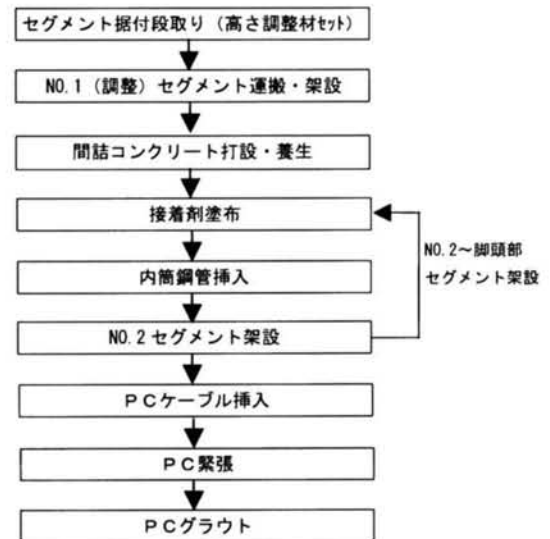 セグメント据付段取り（高さ調整材ｾｯﾄ）
NO.1（調整）セグメント運搬・架設
間詰コンクリート打設・養生
接着剤塗布
NO.2～脚頭部
セグメント架設
内筒鋼管挿入
NO.2セグメント架設
ＰＣケーブル挿入
ＰＣ緊張
ＰＣグラウト